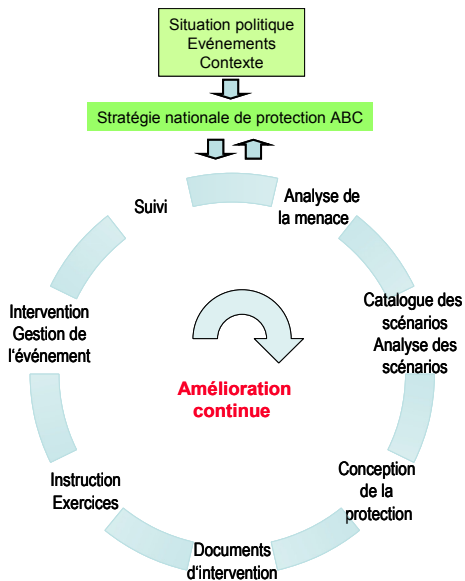 Situation politique
Evénements
Contexte
Stratégie nationale de protection ABC
Analyse de
la menace
Catalogue des
scénarios
Analyse des
scénarios
Conception
de la
protection
Documents
d'intervention
Instruction
Exercices
Intervention
Gestion de
l'événement
Suivi
Amélioration
continue